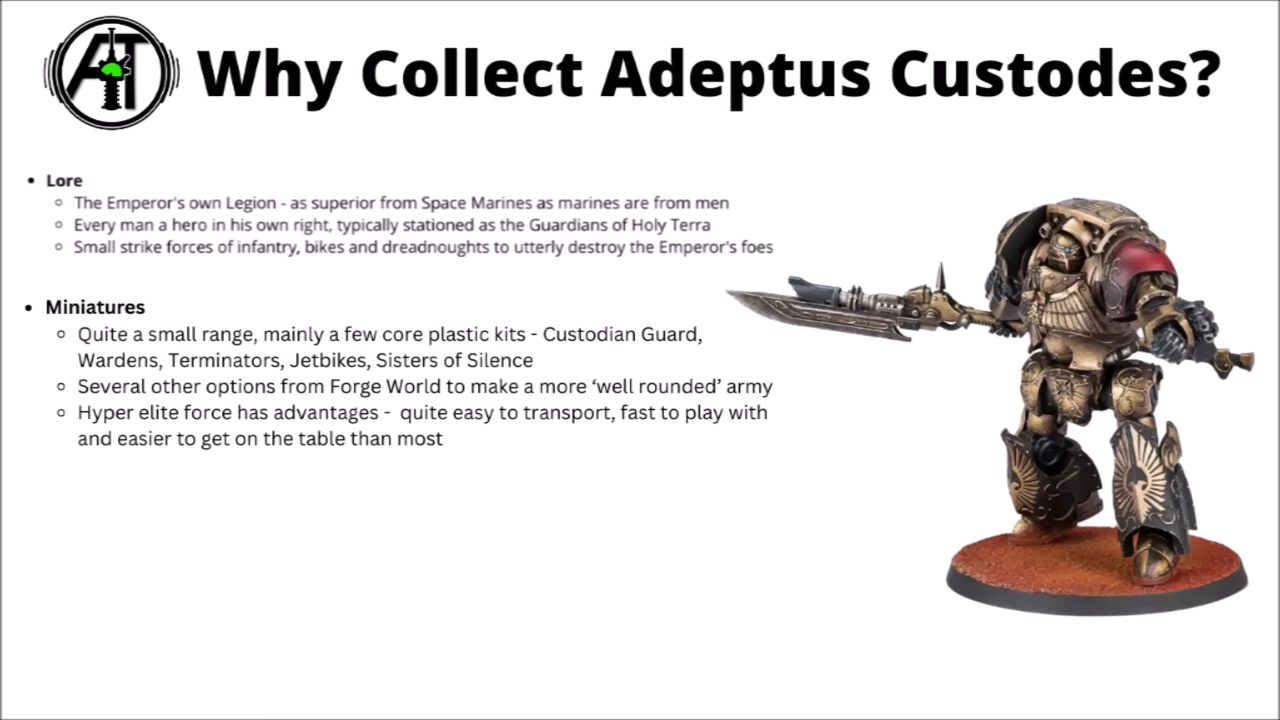 AT
Why Collect Adeptus Custodes?
• Lore
○ The Emperor's own Legion - as superior from Space Marines as marines are from men
○ Every man a hero in his own right, typically stationed as the Guardians of Holy Terra
○ Small strike forces of infantry, bikes and dreadnoughts to utterly destroy the Emperor's foes
• Miniatures
○ Quite a small range, mainly a few core plastic kits - Custodian Guard,
Wardens, Terminators, Jetbikes, Sisters of Silence
○ Several other options from Forge World to make a more ‘well rounded’ army
○ Hyper elite force has advantages - quite easy to transport, fast to play with
and easier to get on the table than most